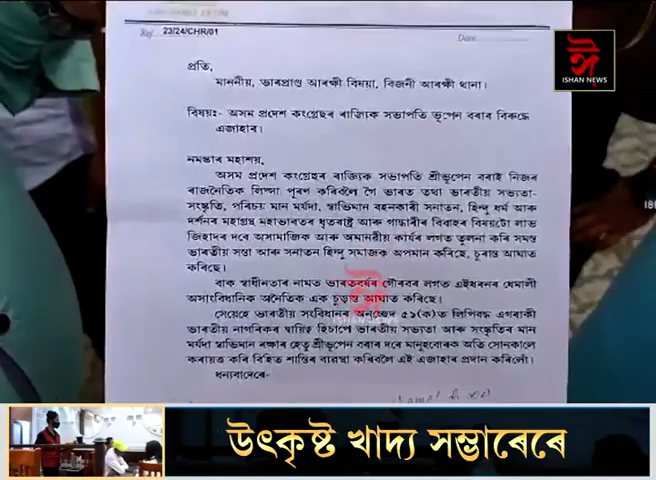 Ref. 23/24/CHR/01
Date
ঈ
ISHAN NEWS
প্ৰতি,
মাননীয়, ভাৰপ্ৰাপ্ত আৰক্ষী বিষয়া, বিজনী আৰক্ষী থানা।
বিষয়:- অসম প্ৰদেশ কংগ্ৰেছৰ ৰাজ্যিক সভাপতি ভূপেন বৰাৰ বিৰুদ্ধে
এজাহাৰ।
নমস্কাৰ মহাশয়,
অসম প্ৰদেশ কংগ্ৰেছৰ ৰাজ্যিক সভাপতি শ্ৰীভূপেন বৰাই নিজৰ
ৰাজনৈতিক লিপ্সা পূৰণ কৰিবলৈ গৈ ভাৰত তথা ভাৰতীয় সভ্যতা-
সংস্কৃতি, পৰিচয় মান মৰ্যদা, স্বাভিমান বহনকাৰী সনাতন, হিন্দু ধৰ্ম আৰু
দৰ্শনৰ মহাগ্ৰন্থ মহাভাৰতৰ ধৃতৰাষ্ট্ৰ আৰু গান্ধাৰীৰ বিবাহৰ বিষয়টো লাভ
জিহাদৰ দৰে অসামাজিক আৰু অমানৱীয় কাৰ্যৰ লগত তুলনা কৰি সমস্ত
ভাৰতীয় সত্তা আৰু সনাতন হিন্দু সমাজক অপমান কৰিছে, চূৰান্ত আঘাত
কৰিছে।
বাক স্বাধীনতাৰ নামত ভাৰতবৰ্ষৰ গৌৰৱৰ লগত এইধৰনৰ ধেমালী
অসাংবিধানিক অনৈতিক এক চূড়ান্ত আঘাত কৰিছে।
সেয়েহে ভাৰতীয় সংবিধানৰ অনুচ্ছেদ ৫১(ক)ত লিপিবদ্ধ এগৰাকী
ভাৰতীয় নাগৰিকৰ দ্বায়িত্ব হিচাপে ভাৰতীয় সভ্যতা আৰু সংস্কৃতিৰ মান
মৰ্যদা স্বাভিমান ৰক্ষাৰ হেতু শ্ৰীভূপেন বৰাৰ দৰে মানুহবোৰক অতি সোনকালে
কৰায়ত্ত কৰি বিহিত শাস্তিৰ ব্যৱস্থা কৰিবলৈ এই এজাহাৰ প্ৰদান কৰিলোঁ।
ধন্যবাদেৰে-
ঈ
ISHAN NEWS
উৎকৃষ্ট খাদ্য সম্ভাৰেৰে